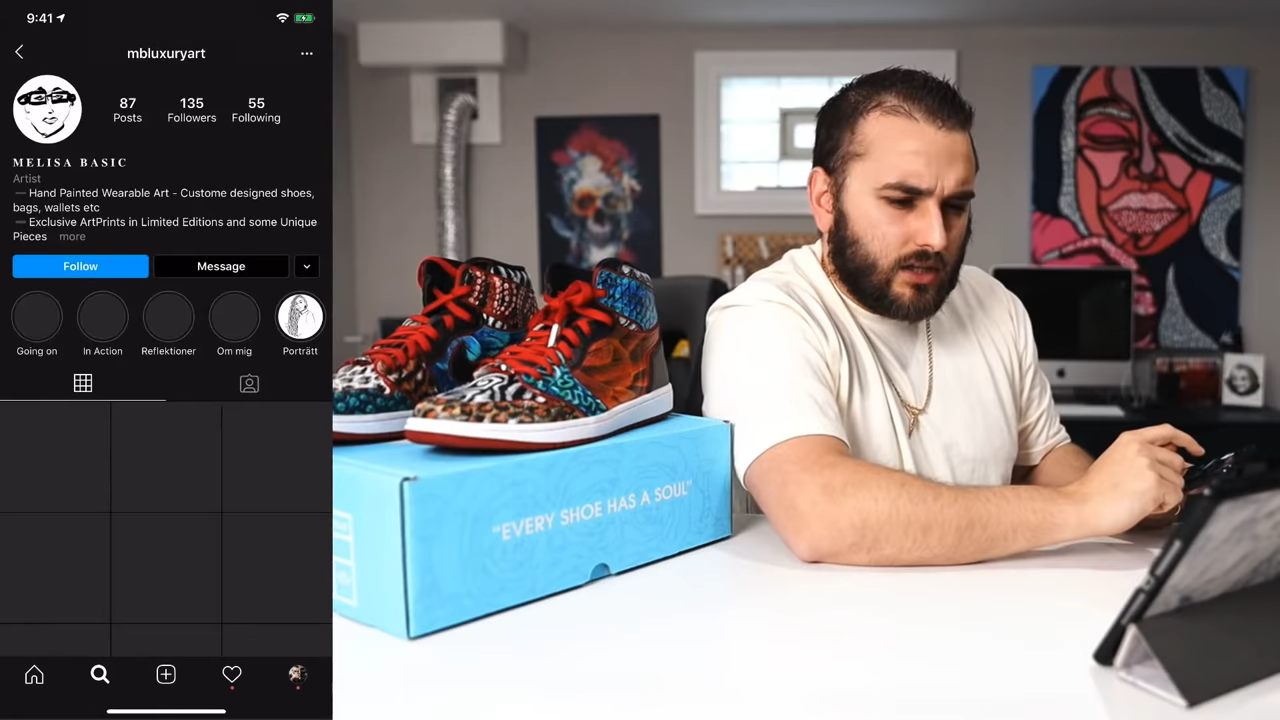 9:41
mbluxuryart
87
135
55
Posts
Followers
Following
MELISA BASIC
Artist
— Hand Painted Wearable Art - Custome designed shoes,
bags, wallets etc
— Exclusive ArtPrints in Limited Editions and some Unique
Pieces more
Follow
Message
Going on
In Action
Reflektioner
Om mig
Porträtt
"EVERY SHOE HAS A SOUL"